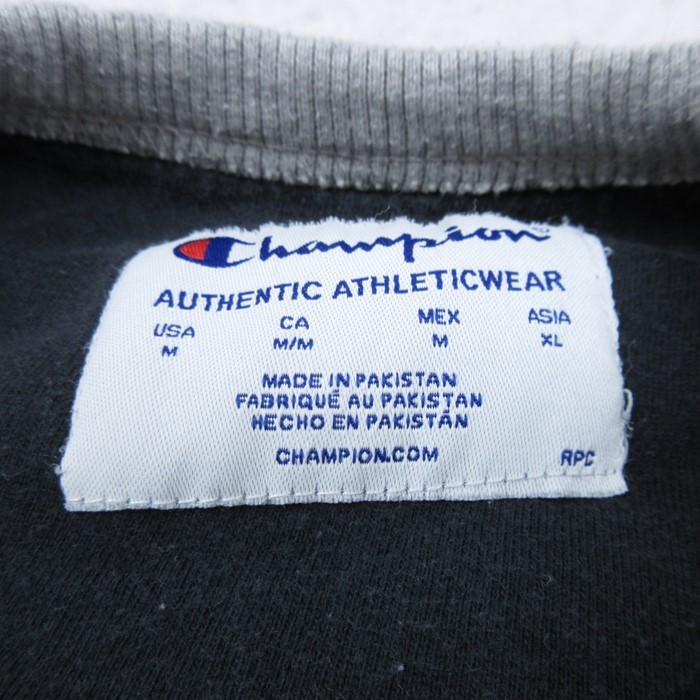 Champion®
AUTHENTIC ATHLETICWEAR
USA CA MEX ASIA
M M/M M XL
MADE IN PAKISTAN
FABRIQUÉ AU PAKISTAN
HECHO EN PAKISTÁN
CHAMPION.COM RPC